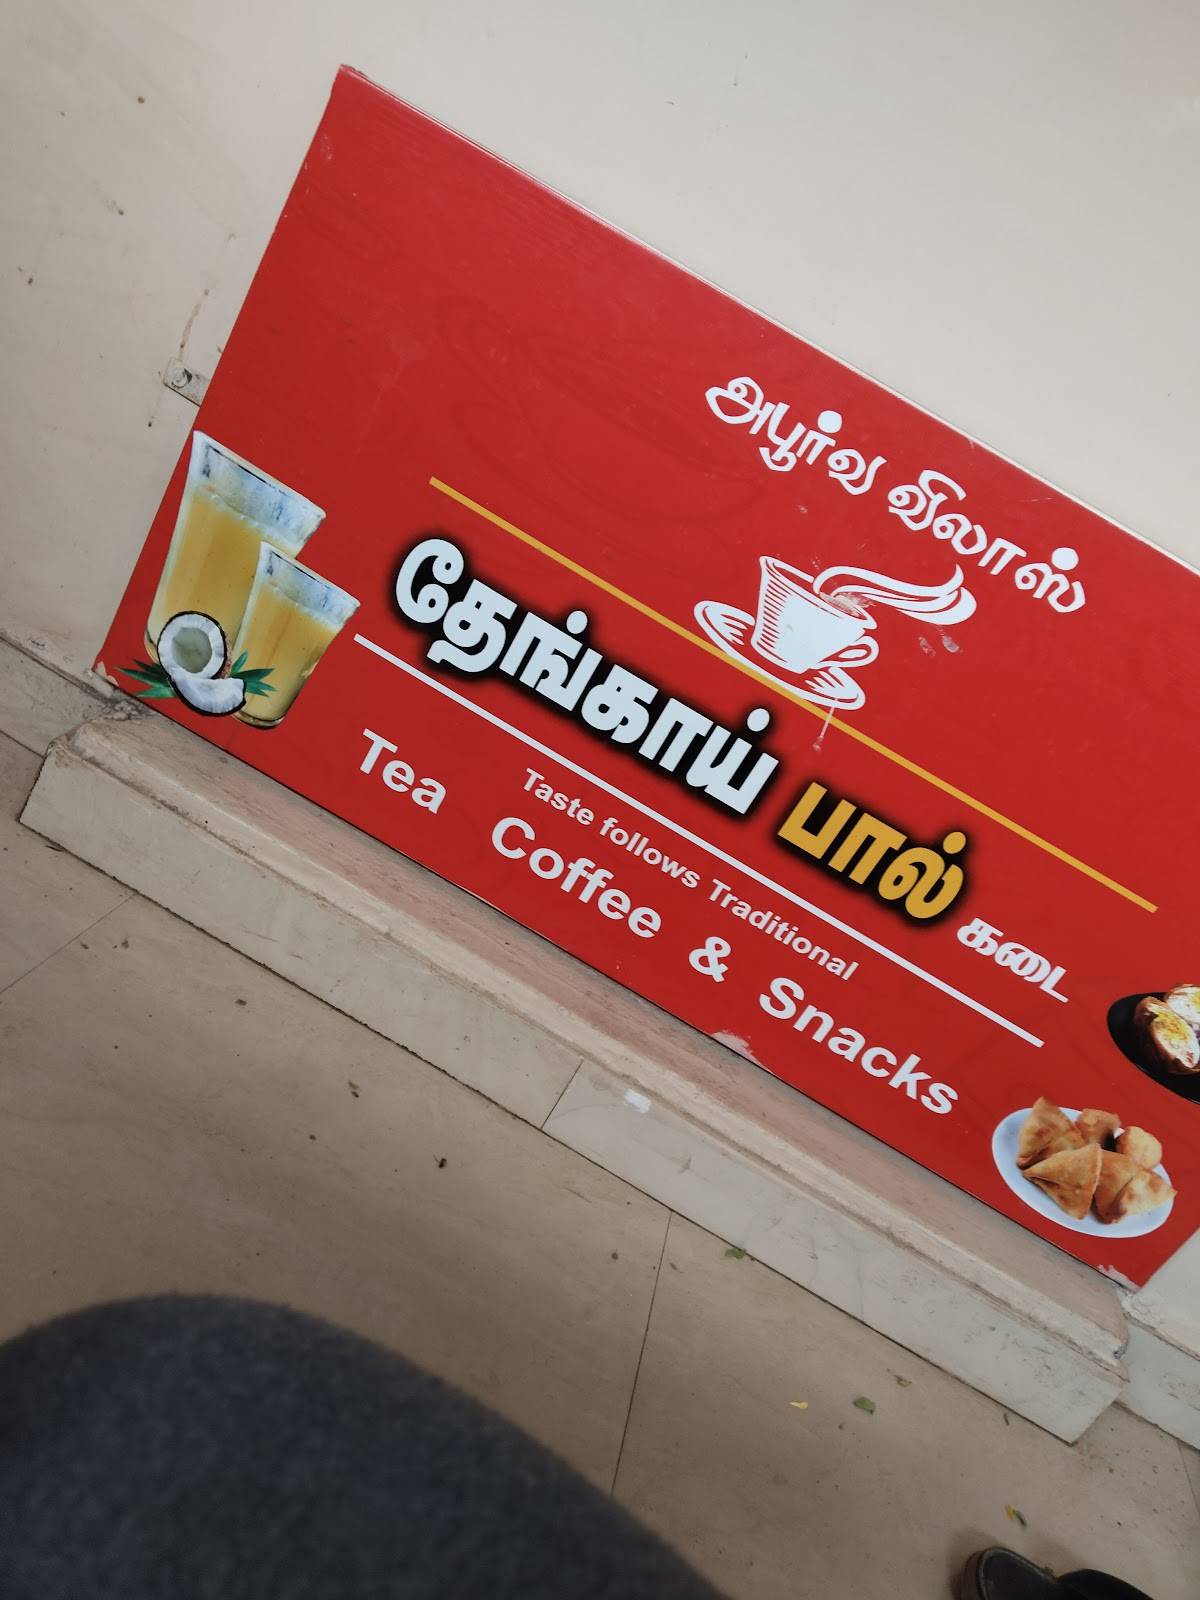 அபூர்வ விலாஸ்
தேங்காய் பால் கடை
Taste follows Traditional
Tea Coffee & Snacks